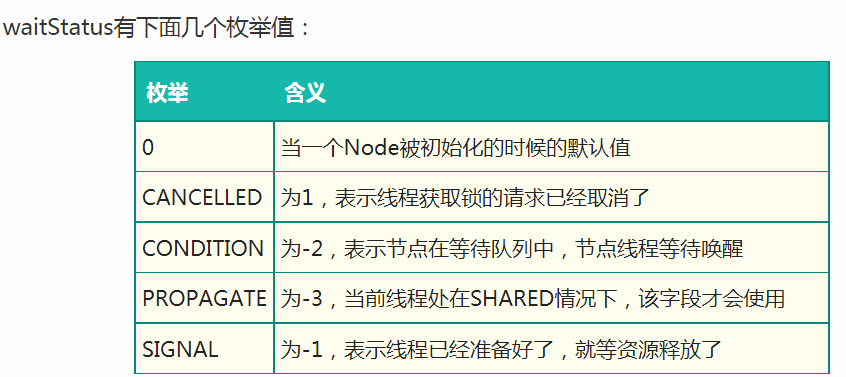 waitStatus有下面几个枚举值：
枚举 含义
0 当一个Node被初始化的时候的默认值
CANCELLED 为1，表示线程获取锁的请求已经取消了
CONDITION 为-2，表示节点在等待队列中，节点线程等待唤醒
PROPAGATE 为-3，当前线程处在SHARED情况下，该字段才会使用
SIGNAL 为-1，表示线程已经准备好了，就等资源释放了